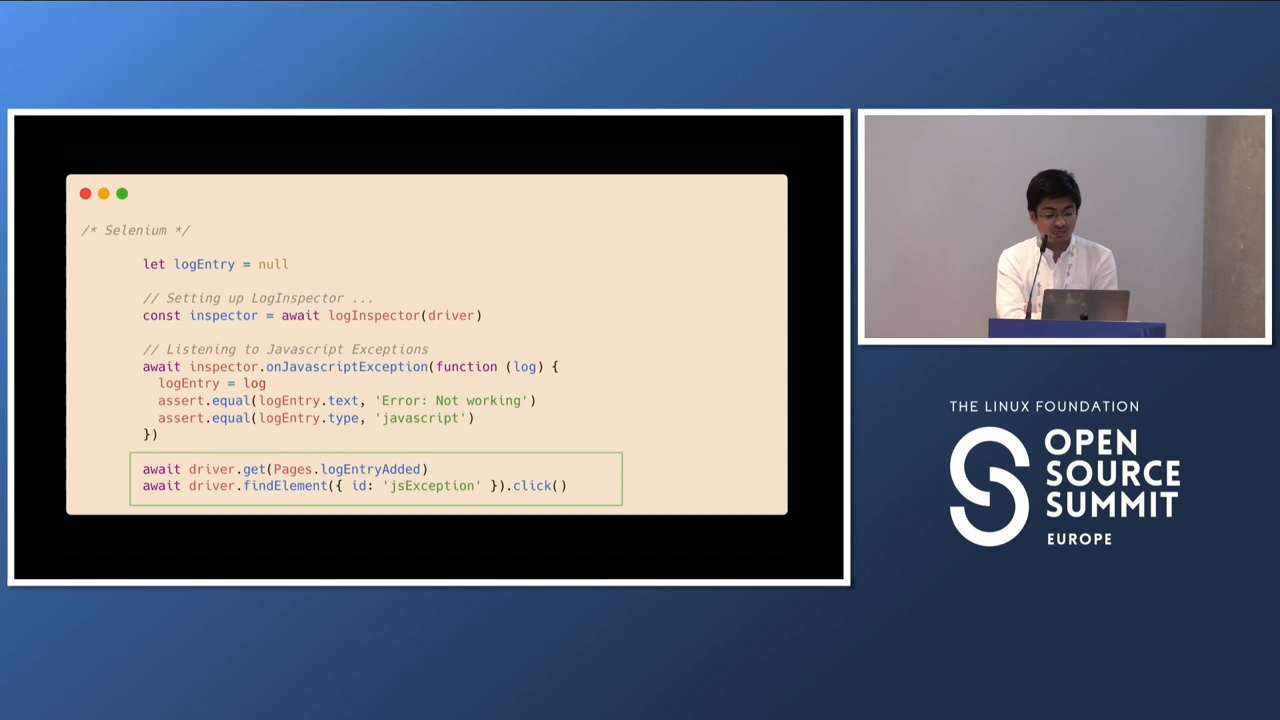 /* Selenium */
let logEntry = null
// Setting up LogInspector ...
const inspector = await logInspector(driver)
// Listening to Javascript Exceptions
await inspector.onJavascriptException(function (log) {
logEntry = log
assert.equal(logEntry.text, 'Error: Not working')
assert.equal(logEntry.type, 'javascript')
})
await driver.get(Pages.logEntryAdded)
await driver.findElement({ id: 'jsException' }).click()
THE LINUX FOUNDATION
OPEN
SOURCE
SUMMIT
EUROPE